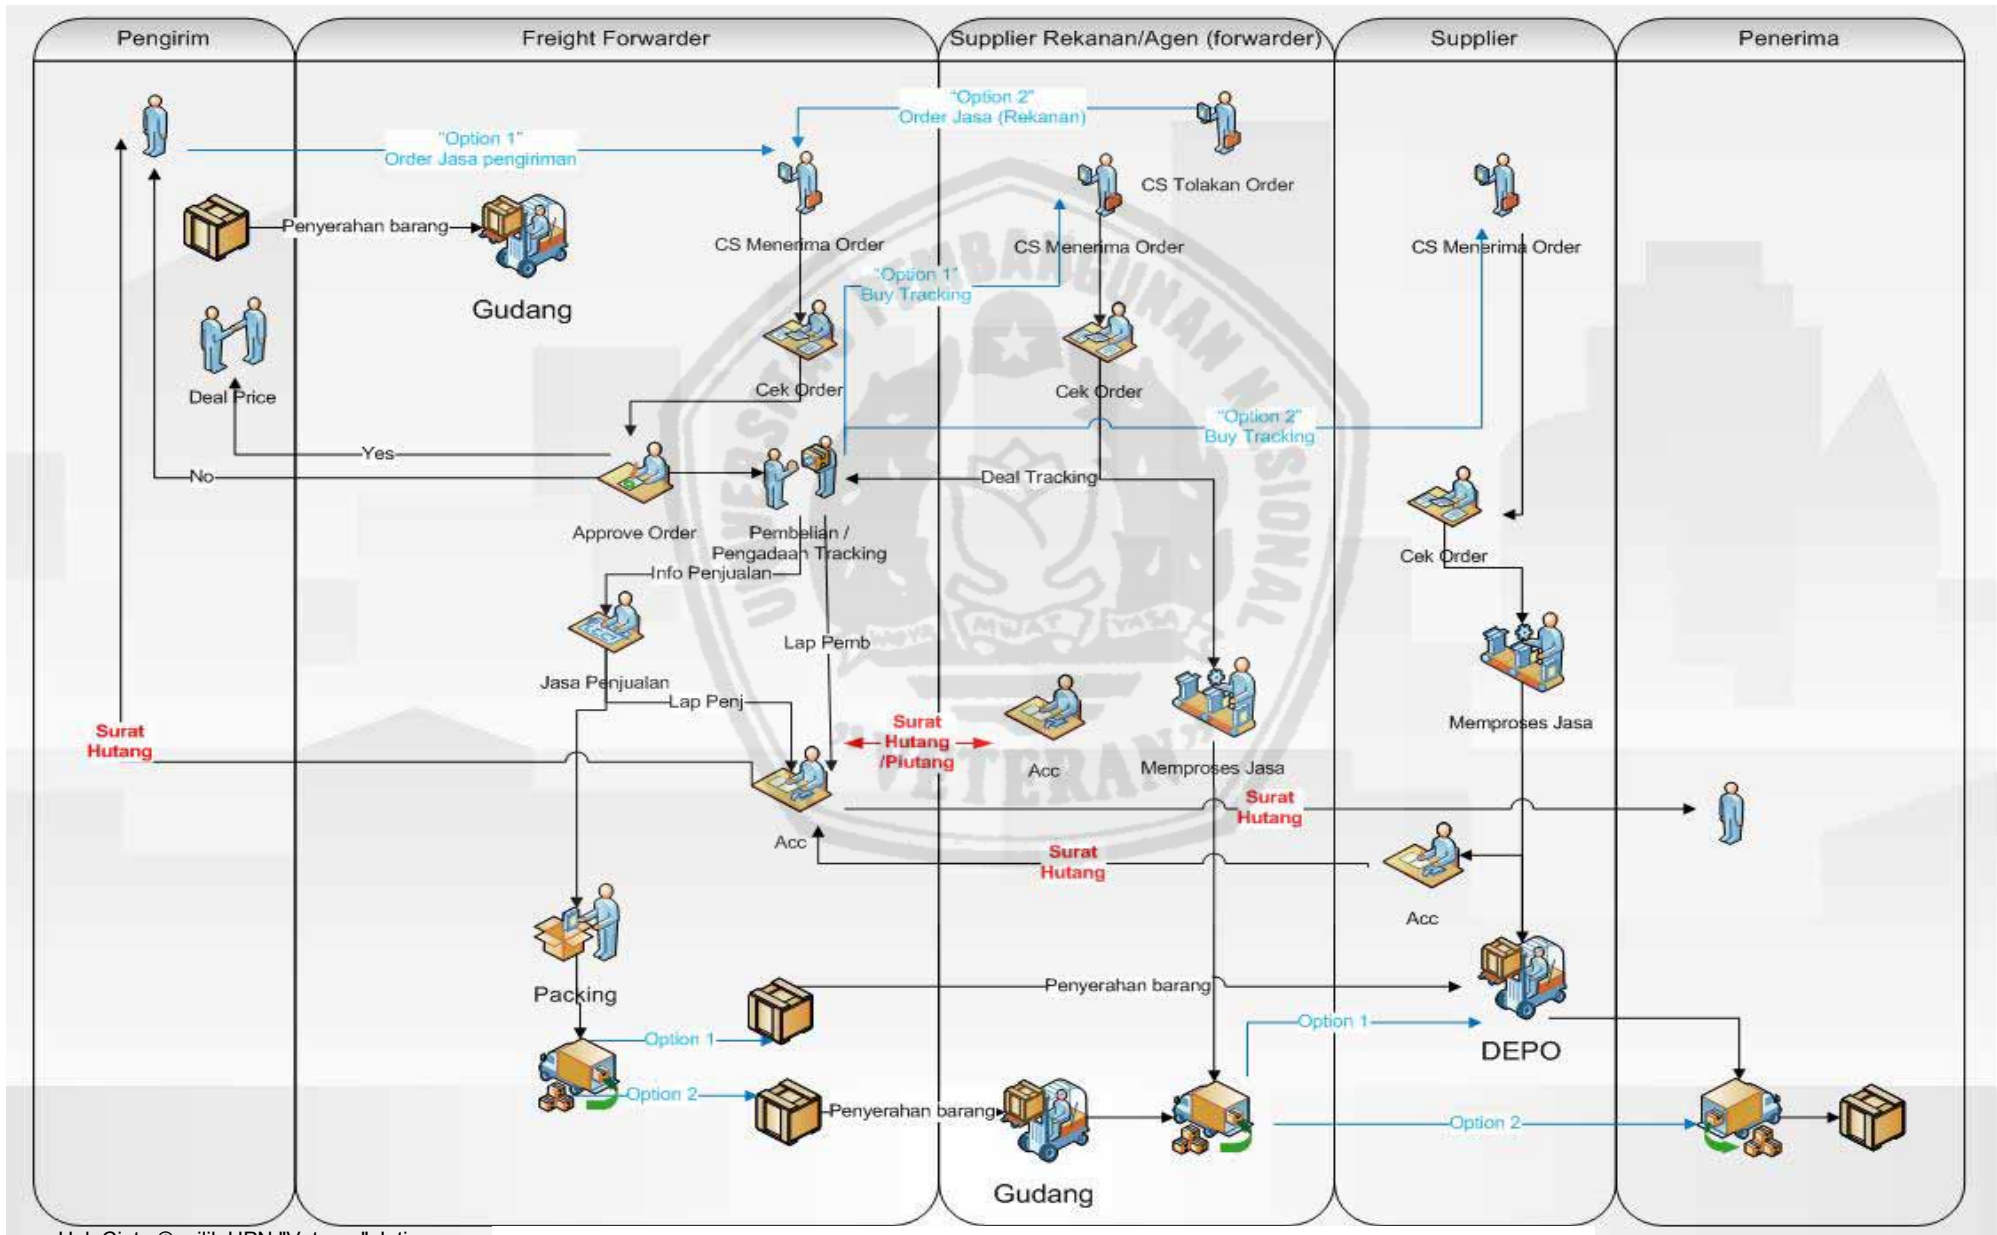 Pengirim
Freight Forwarder
Supplier Rekanan/Agen (forwarder)
Supplier
Penerima
"Option 2"
Order Jasa (Rekanan)
"Option 1"
Order Jasa pengiriman
CS Tolakan Order
Penyerahan barang
CS Menerima Order
CS Menerima Order
CS Menerima Order
"Option 1"
Buy Tracking
Gudang
Deal Price
Cek Order
Cek Order
"Option 2"
Buy Tracking
Yes
No
Deal Tracking
Approve Order
Pembelian /
Pengadaan Tracking
Cek Order
Info Penjualan
Lap Pemb
Jasa Penjualan
Lap Penj
Surat
Hutang
Surat
Hutang
/Piutang
Acc
Memproses Jasa
Memproses Jasa
Surat
Hutang
Acc
Surat
Hutang
Acc
Packing
Penyerahan barang
Option 1
Option 1
DEPO
Option 2
Penyerahan barang
Option 2
Gudang
UNIVERSITAS PEMBANGUNAN NASIONAL
"VETERAN"